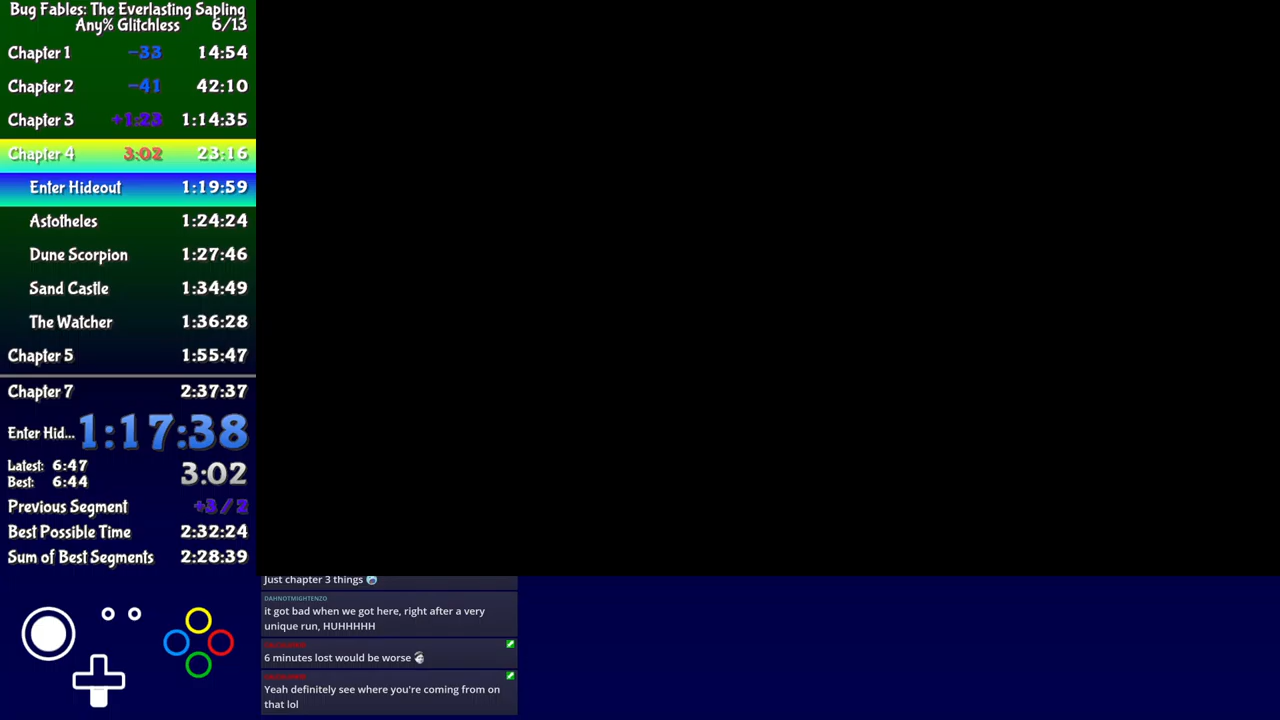 Bug Fables: The Everlasting Sapling
Any% Glitchless 6/13
Chapter 1 -33 14:54
Chapter 2 -41 42:10
Chapter 3 +1:23 1:14:35
Chapter 4 3:02 23:16
Enter Hideout 1:19:59
Astotheles 1:24:24
Dune Scorpion 1:27:46
Sand Castle 1:34:49
The Watcher 1:36:28
Chapter 5 1:55:47
Chapter 7 2:37:37
Enter Hid... 1:17:38
Latest: 6:47
Best: 6:44
3:02
Previous Segment +3/2
Best Possible Time 2:32:24
Sum of Best Segments 2:28:39
Just chapter 3 things
DAHNOTMIGHTENZO
it got bad when we got here, right after a very
unique run, HUHHHHH
6 minutes lost would be worse
Yeah definitely see where you're coming from on
that lol